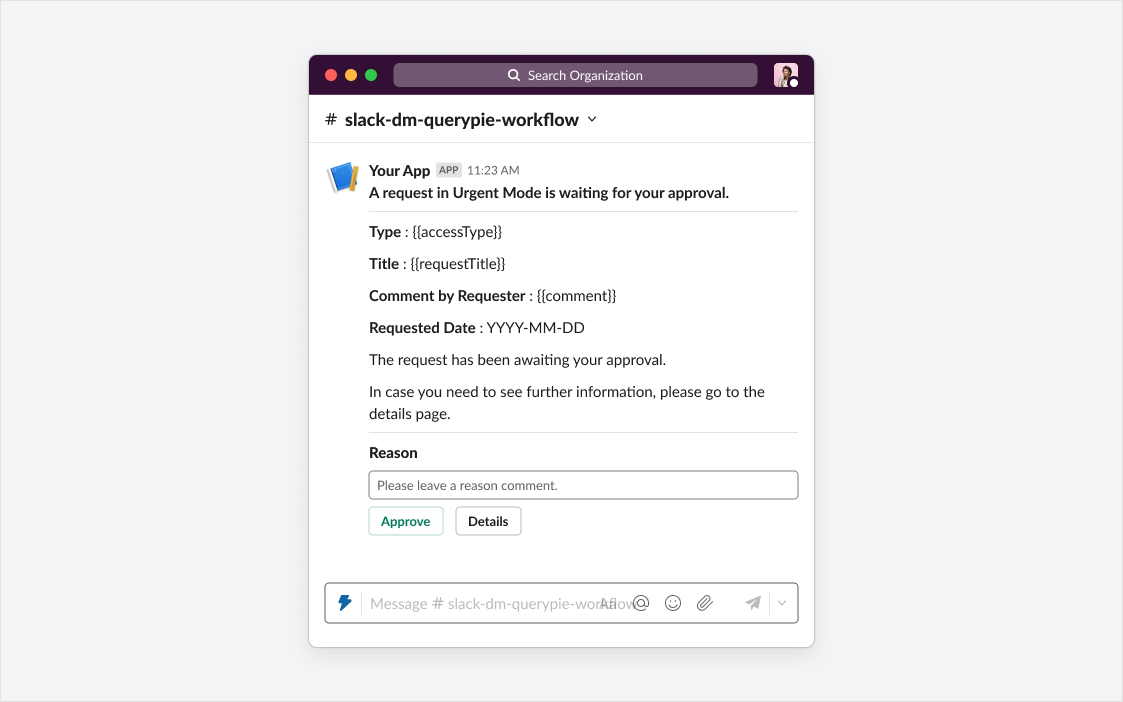 Search Organization
# slack-dm-querypie-workflow
Your App APP 11:23 AM
A request in Urgent Mode is waiting for your approval.
Type : {{accessType}}
Title : {{requestTitle}}
Comment by Requester : {{comment}}
Requested Date : YYYY-MM-DD
The request has been awaiting your approval.
In case you need to see further information, please go to the
details page.
Reason
Please leave a reason comment.
Approve Details
Message # slack-dm-querypie-workflow Aa